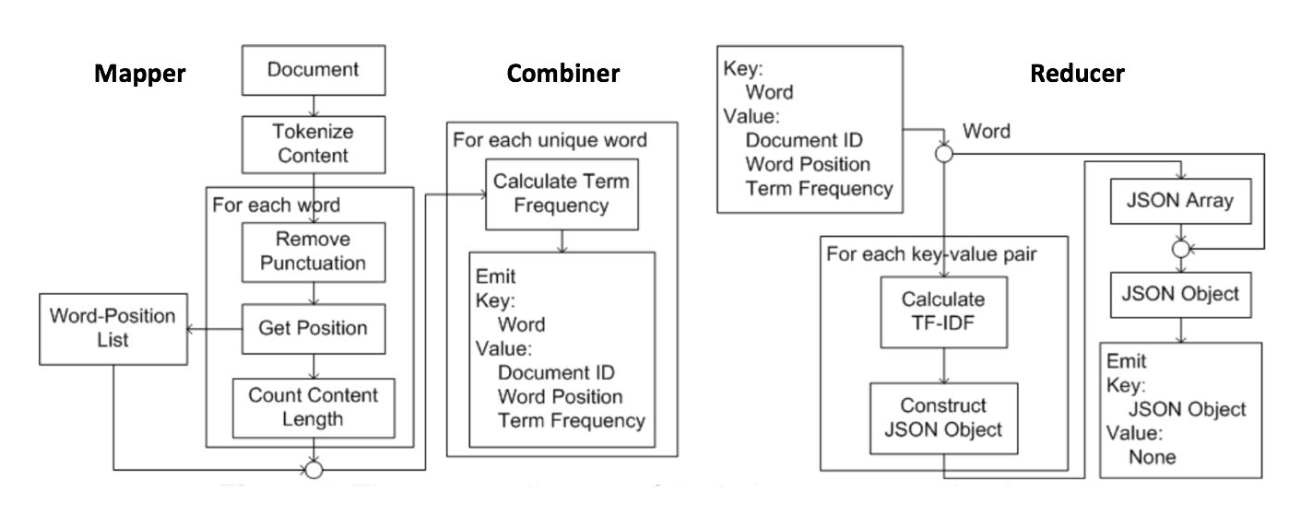 Mapper
Document
Tokenize
Content
For each word
Remove
Punctuation
Get Position
Word-Position
List
Count Content
Length
Combiner
For each unique word
Calculate Term
Frequency
Emit
Key:
Word
Value:
Document ID
Word Position
Term Frequency
Reducer
Key:
Word
Value:
Document ID
Word Position
Term Frequency
Word
For each key-value pair
Calculate
TF-IDF
Construct
JSON Object
JSON Array
JSON Object
Emit
Key:
JSON Object
Value:
None